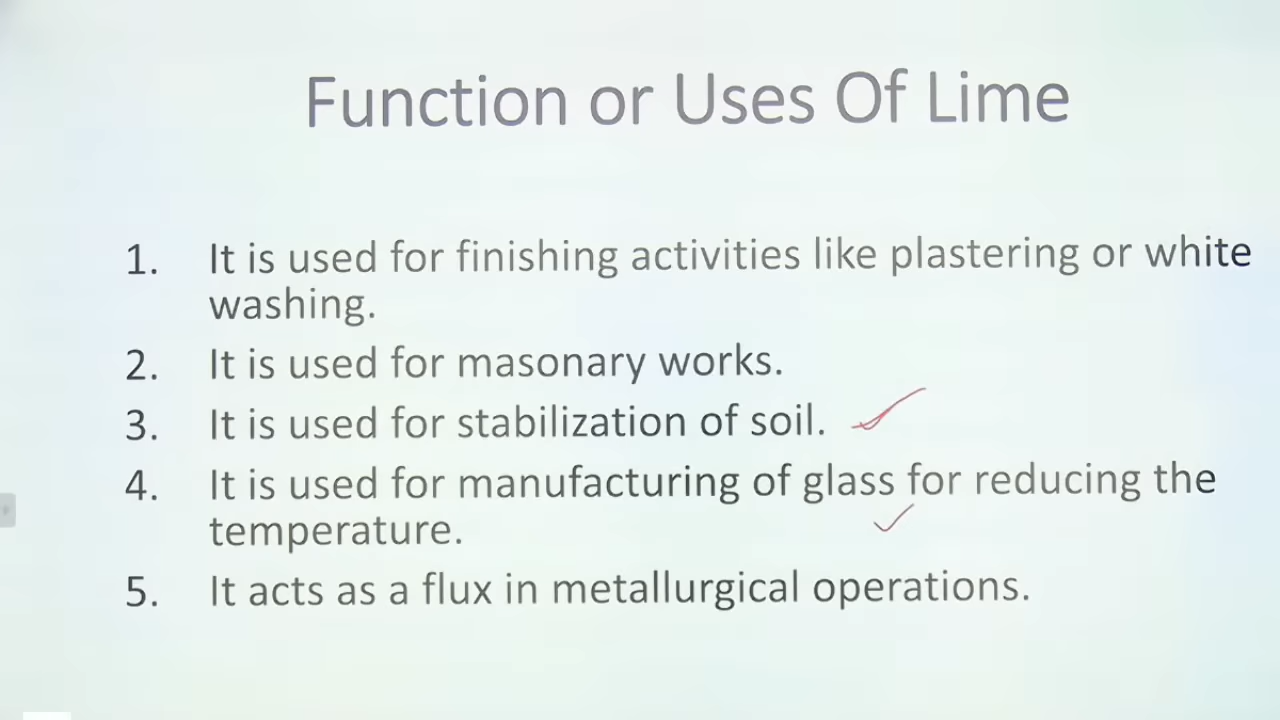 Function or Uses Of Lime
1. It is used for finishing activities like plastering or white
washing.
2. It is used for masonary works.
3. It is used for stabilization of soil.
4. It is used for manufacturing of glass for reducing the
temperature.
5. It acts as a flux in metallurgical operations.